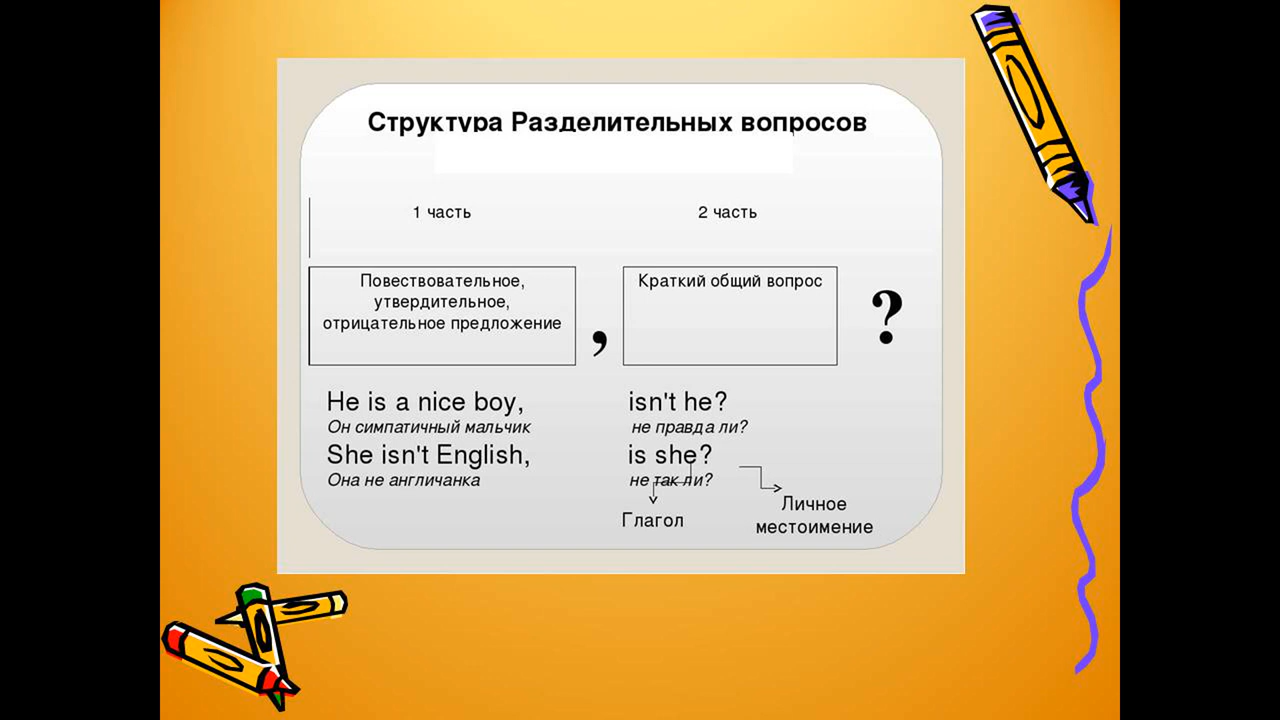 Структура Разделительных вопросов
1 часть 2 часть
Повествовательное,
утвердительное,
отрицательное предложение
,
Краткий общий вопрос
?
He is a nice boy, isn't he?
Он симпатичный мальчик не правда ли?
She isn't English, is she?
Она не англичанка не так ли?
Глагол
Личное
местоимение